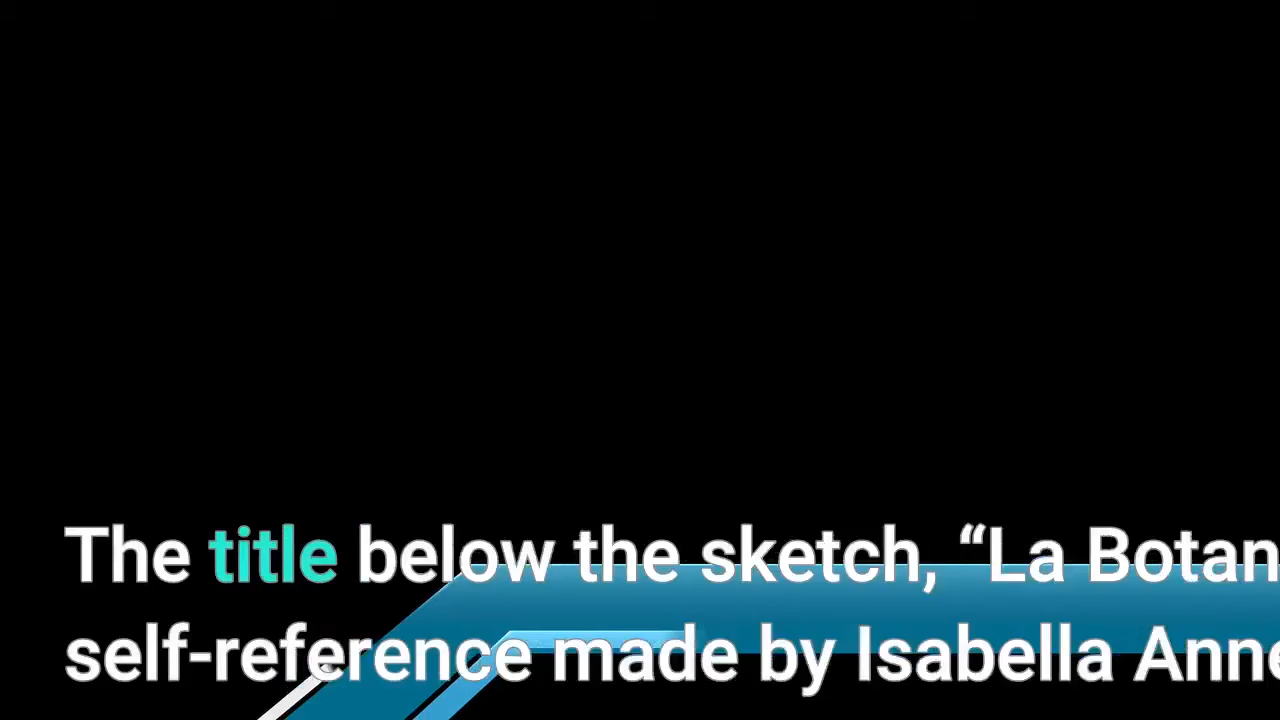 The title below the sketch, “La Botan
self-reference made by Isabella Anne